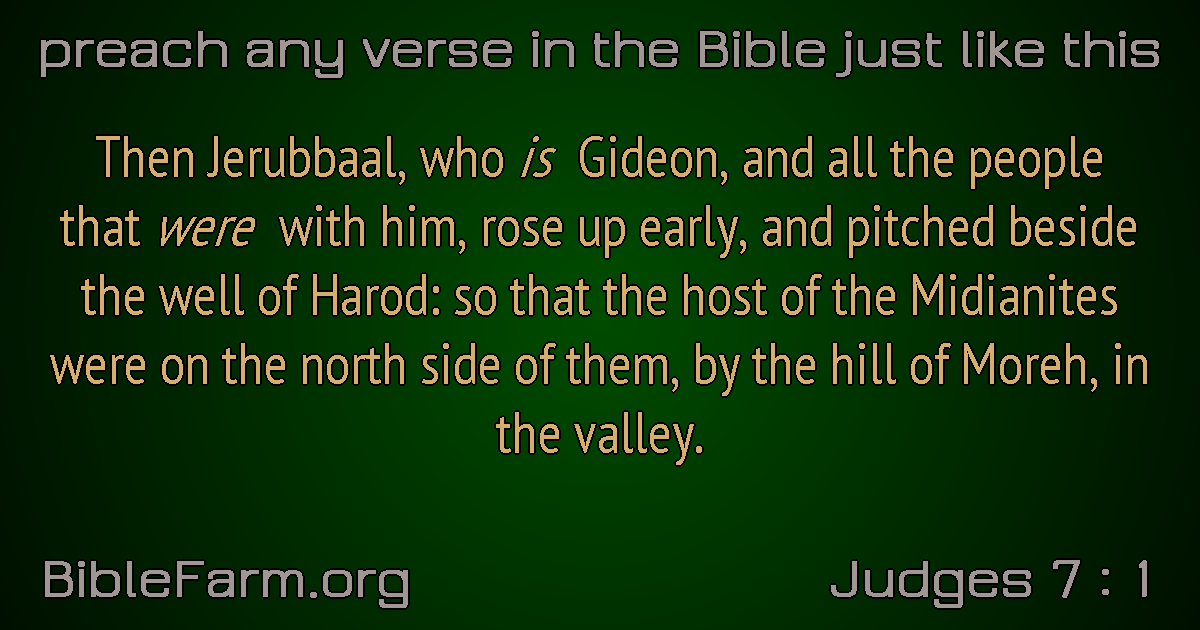 preach any verse in the Bible just like this
Then Jerubbaal, who is Gideon, and all the people
that were with him, rose up early, and pitched beside
the well of Harod: so that the host of the Midianites
were on the north side of them, by the hill of Moreh, in
the valley.
BibleFarm.org
Judges 7 : 1